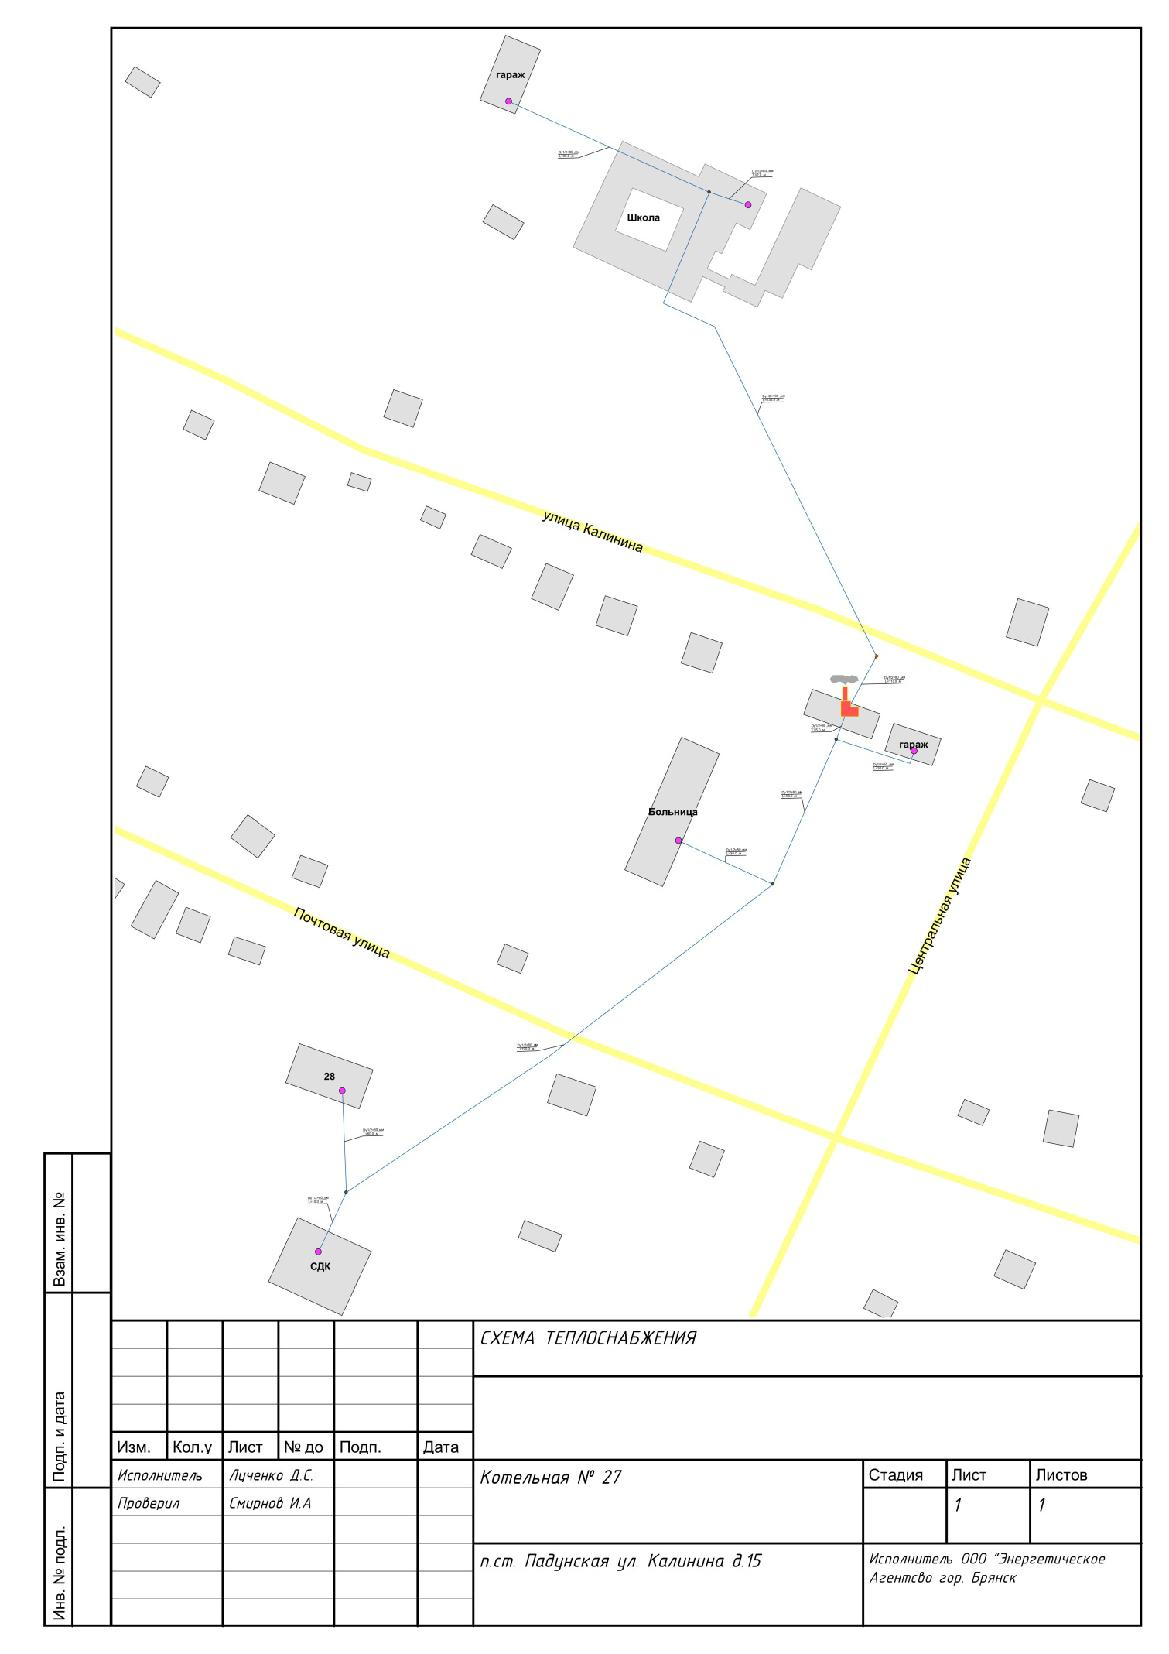 гараж
Школа
улица Калинина
гараж
Больница
Центральная улица
Почтовая улица
28
СДК
СХЕМА ТЕПЛОСНАБЖЕНИЯ
Изм. Кол.у Лист № до Подп. Дата
Исполнитель Лученко Д.С.
Проверил Смирнов И.А
Котельная № 27
Стадия Лист Листов
1 1
п.ст. Падунская ул. Калинина д.15
Исполнитель ООО "Энергетическое
Агентсво гор. Брянск
Взам. инв. №
Подп. и дата
Инв. № подл.